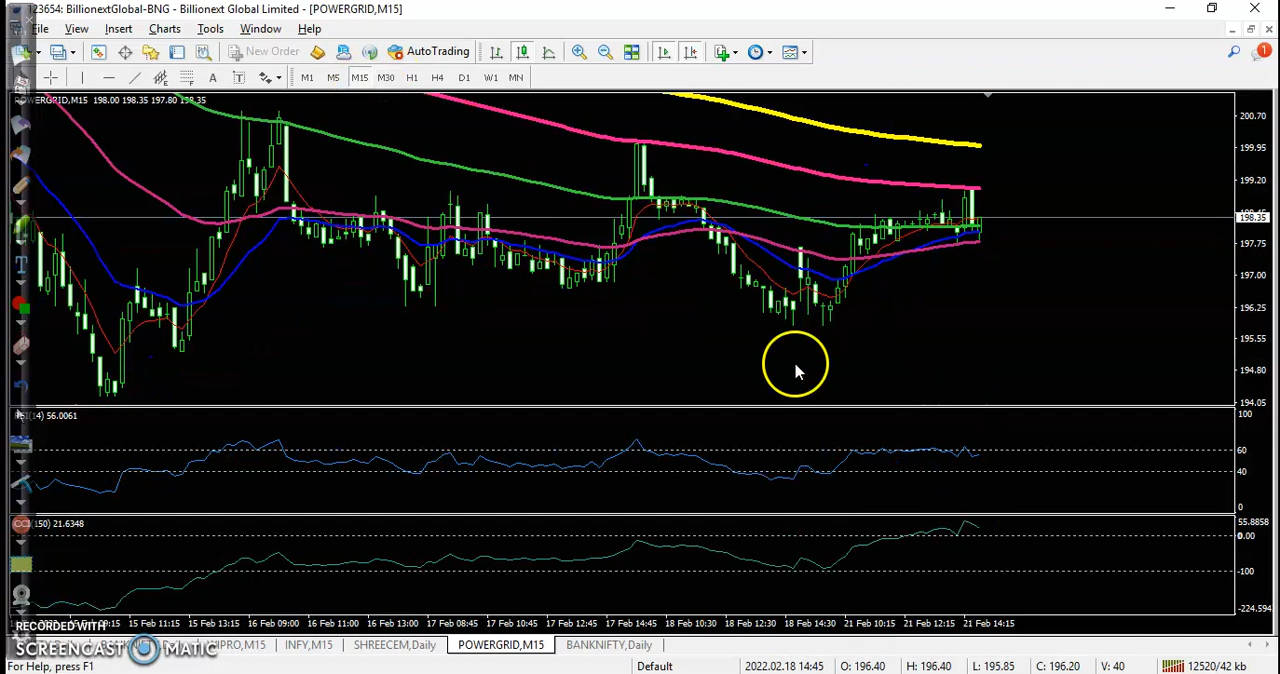 123654: BillionextGlobal-BNG - Billionext Global Limited - [POWERGRID,M15]
File View Insert Charts Tools Window Help
New Order AutoTrading
M1 M5 M15 M30 H1 H4 D1 W1 MN
POWERGRID,M15 198.00 198.35 197.80 198.35
200.70
199.95
199.20
198.45
198.35
197.75
197.00
196.25
195.55
194.80
194.05
RSI(14) 56.0061
100
60
40
0
CCI(150) 21.6348
55.8858
0.00
-100
-224.594
15 Feb 11:15 15 Feb 13:15 16 Feb 09:00 16 Feb 11:00 16 Feb 13:00 17 Feb 08:45 17 Feb 10:45 17 Feb 12:45 17 Feb 14:45 18 Feb 10:30 18 Feb 12:30 18 Feb 14:30 21 Feb 10:15 21 Feb 12:15 21 Feb 14:15
RECORDED WITH
SCREENCAST MATIC
INFY,M15 SHREECEM,Daily POWERGRID,M15 BANKNIFTY,Daily
For Help, press F1 Default 2022.02.18 14:45 O: 196.40 H: 196.40 L: 195.85 C: 196.20 V: 40 12520/42 kb